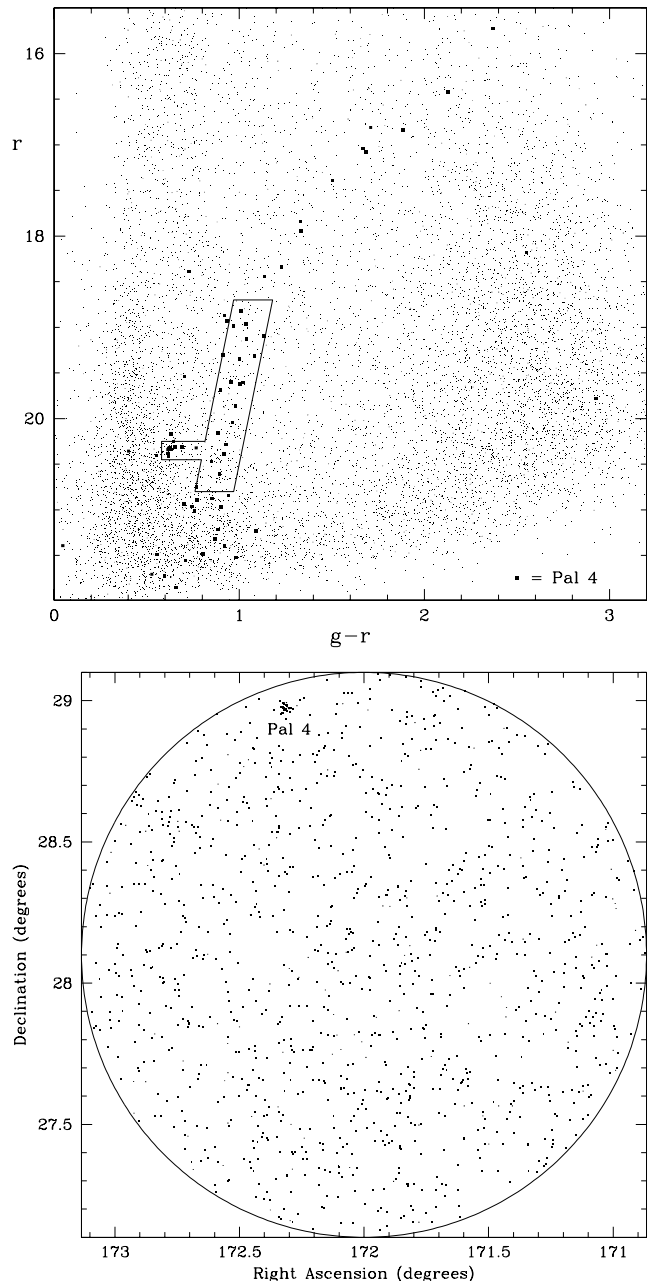 16
r
18
20
= Pal 4
0
1
2
3
g-r
29
Pal 4
28.5
Declination (degrees)
28
27.5
173
172.5
172
171.5
171
Right Ascension (degrees)